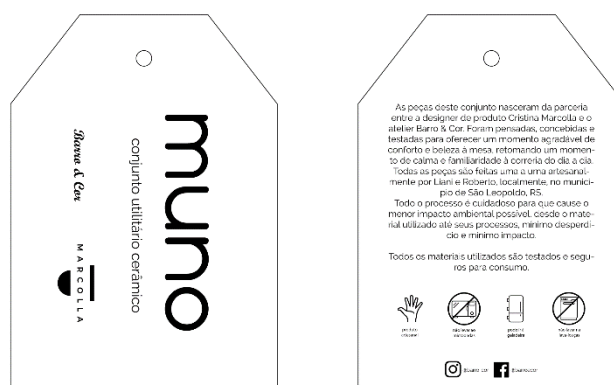 muno
conjunto utilitário cerâmico
Barro & Cor
MARCOLLA
As peças deste conjunto nasceram da parceria
entre a designer de produto Cristina Marcolla e o
atelier Barro & Cor. Foram pensadas, concebidas e
testadas para oferecer um momento agradável de
conforto e beleza à mesa, retomando um momen-
to de calma e familiaridade à correria do dia a dia.
Todas as peças são feitas uma a uma artesanal-
mente por Liani e Roberto, localmente, no municí-
pio de São Leopoldo, RS.
Todo o processo é cuidadoso para que cause o
menor impacto ambiental possível, desde o mate-
rial utilizado até seus processos, mínimo desperdí-
cio e mínimo impacto.
Todos os materiais utilizados são testados e segu-
ros para consumo.
produto